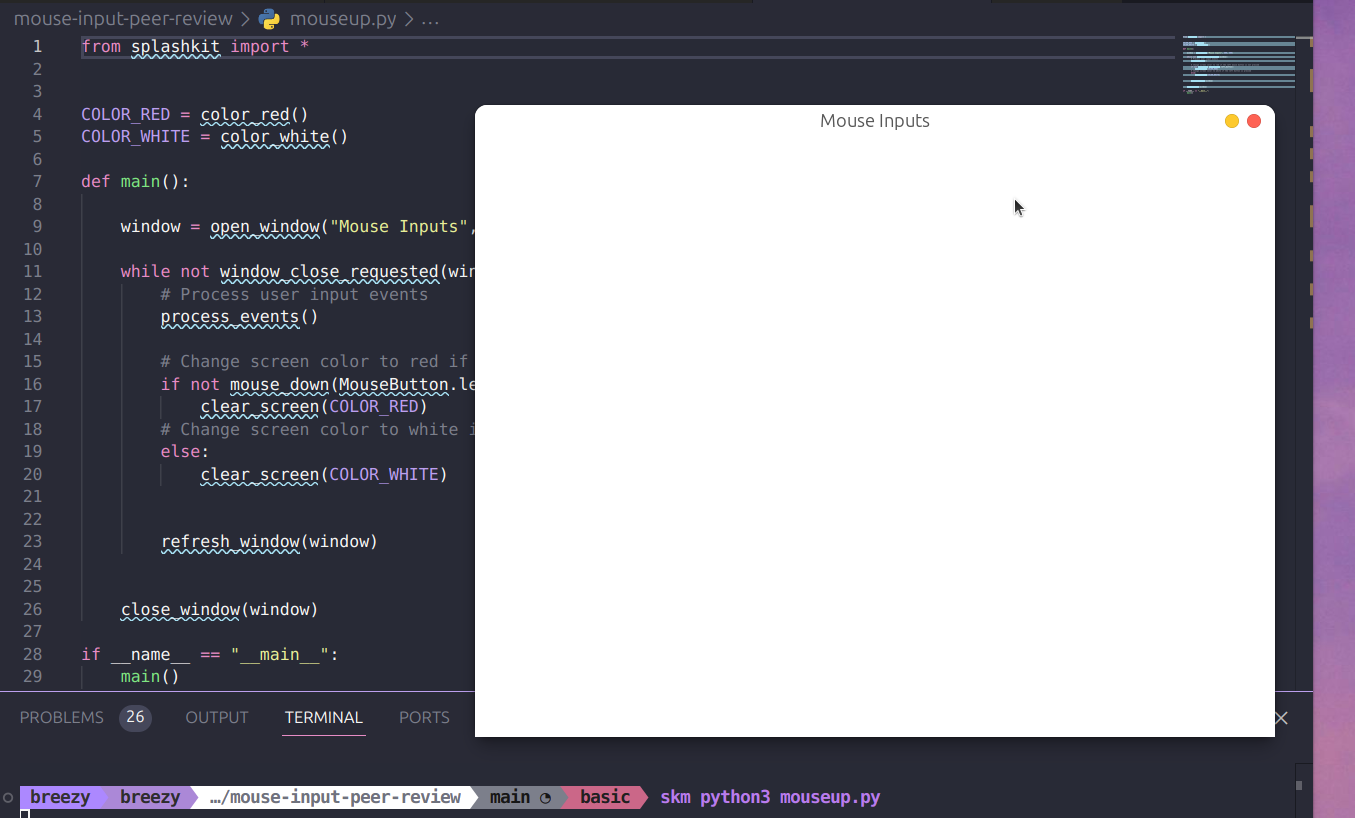 mouse-input-peer-review > mouseup.py > ...
1 from splashkit import *
2
3
4 COLOR_RED = color_red()
5 COLOR_WHITE = color_white()
6
7 def main():
8
9 window = open_window("Mouse Inputs",
10
11 while not window_close_requested(win
12 # Process user input events
13 process_events()
14
15 # Change screen color to red if
16 if not mouse_down(MouseButton.le
17 clear_screen(COLOR_RED)
18 # Change screen color to white i
19 else:
20 clear_screen(COLOR_WHITE)
21
22
23 refresh_window(window)
24
25
26 close_window(window)
27
28 if __name__ == "__main__":
29 main()
Mouse Inputs
PROBLEMS 26 OUTPUT TERMINAL PORTS
breezy breezy …/mouse-input-peer-review main basic skm python3 mouseup.py